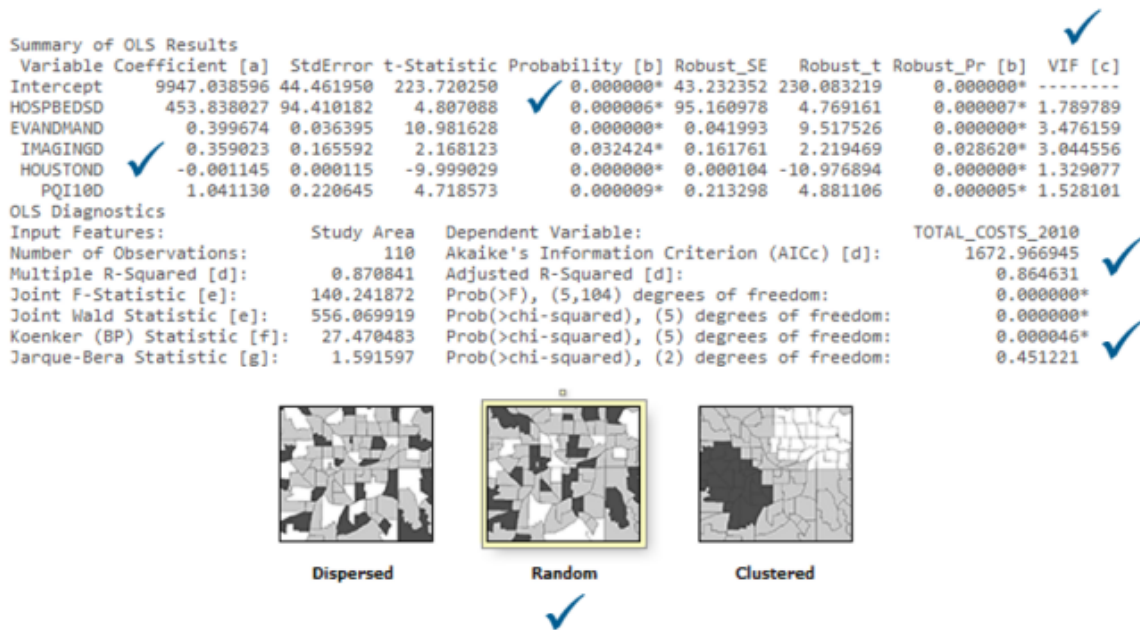 Summary of OLS Results
Variable Coefficient [a] StdError t-Statistic Probability [b] Robust_SE Robust_t Robust_Pr [b] VIF [c]
Intercept 9947.038596 44.461950 223.720250 0.000000* 43.232352 230.083219 0.000000* --------
HOSPBEDSD 453.838027 94.410182 4.807088 0.000006* 95.160978 4.769161 0.000007* 1.789789
EVANDMAND 0.399674 0.036395 10.981628 0.000000* 0.041993 9.517526 0.000000* 3.476159
IMAGINGD 0.359023 0.165592 2.168123 0.032424* 0.161761 2.219469 0.028620* 3.044556
HOUSTOND -0.001145 0.000115 -9.999029 0.000000* 0.000104 -10.976894 0.000000* 1.329077
PQI10D 1.041130 0.220645 4.718573 0.000009* 0.213298 4.881106 0.000005* 1.528101
OLS Diagnostics
Input Features: Study Area Dependent Variable: TOTAL_COSTS_2010
Number of Observations: 110 Akaike's Information Criterion (AICc) [d]: 1672.966945
Multiple R-Squared [d]: 0.870841 Adjusted R-Squared [d]: 0.864631
Joint F-Statistic [e]: 140.241872 Prob(>F), (5,104) degrees of freedom: 0.000000*
Joint Wald Statistic [e]: 556.069919 Prob(>chi-squared), (5) degrees of freedom: 0.000000*
Koenker (BP) Statistic [f]: 27.470483 Prob(>chi-squared), (5) degrees of freedom: 0.000046*
Jarque-Bera Statistic [g]: 1.591597 Prob(>chi-squared), (2) degrees of freedom: 0.451221
Dispersed Random Clustered